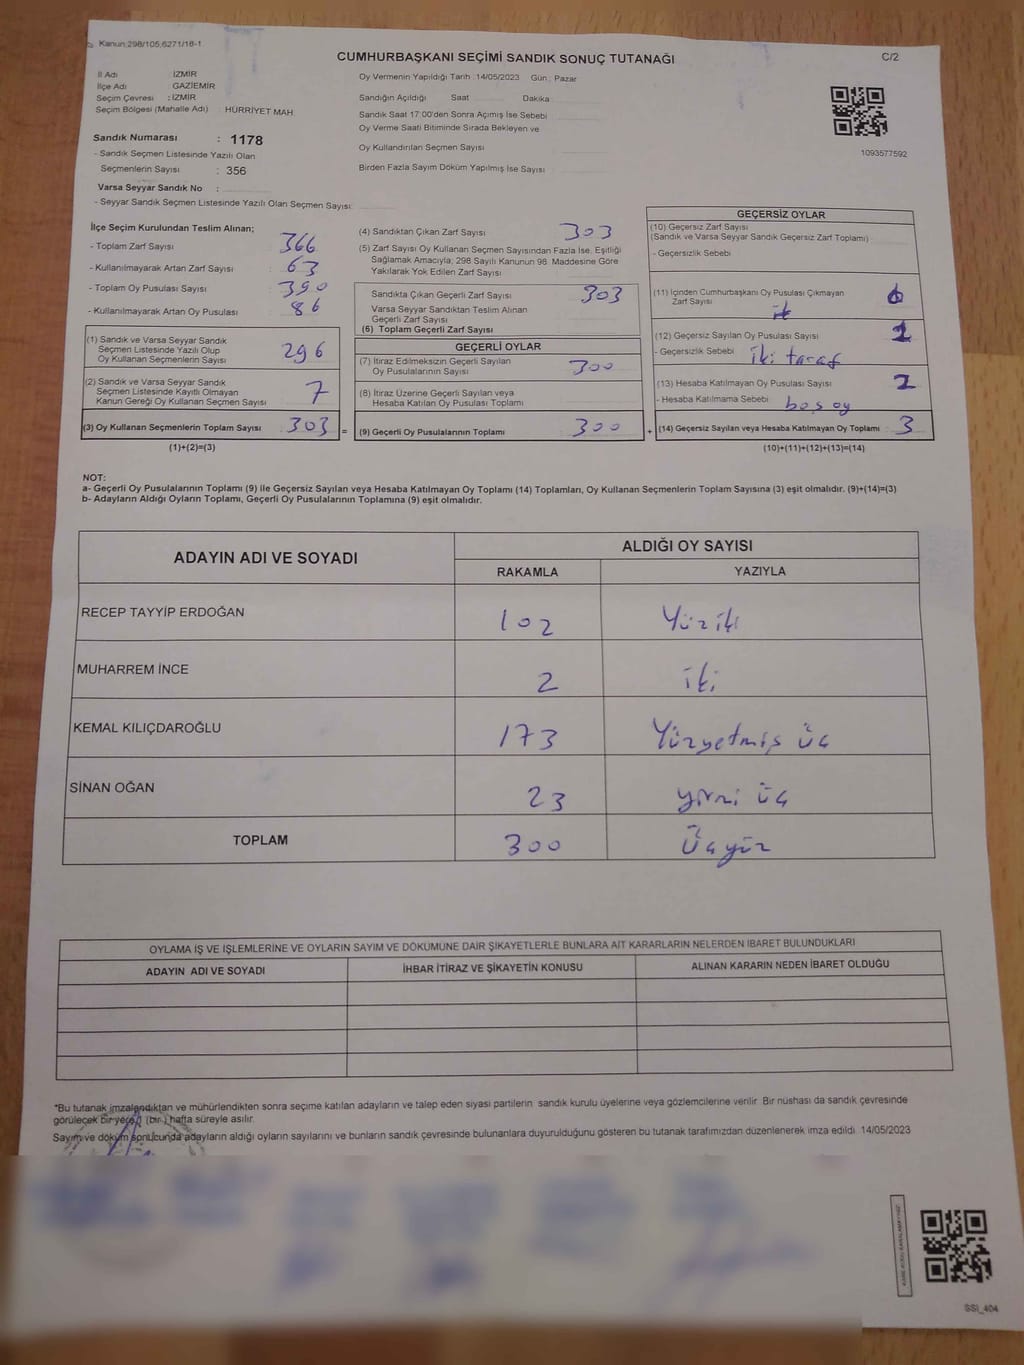 Kanun:298/105,6271/16-1
CUMHURBAŞKANI SEÇİMİ SANDIK SONUÇ TUTANAĞI
C/2
İl Adı : İZMİR
İlçe Adı : GAZİEMİR
Seçim Çevresi : İZMİR
Seçim Bölgesi (Mahalle Adı) : HÜRRİYET MAH.
Sandık Numarası : 1178
- Sandık Seçmen Listesinde Yazılı Olan
Seçmenlerin Sayısı : 356
Varsa Seyyar Sandık No :
- Seyyar Sandık Seçmen Listesinde Yazılı Olan Seçmen Sayısı:
Oy Vermenin Yapıldığı Tarih : 14/05/2023 Gün : Pazar
Sandığın Açıldığı Saat Dakika
Sandık Saat 17:00'den Sonra Açımış İse Sebebi
Oy Verme Saati Bitiminde Sırada Bekleyen ve
Oy Kullandırılan Seçmen Sayısı
Birden Fazla Sayım Döküm Yapılmış İse Sayısı
1093577592
İlçe Seçim Kurulundan Teslim Alınan;
- Toplam Zarf Sayısı : 366
- Kullanılmayarak Artan Zarf Sayısı : 63
- Toplam Oy Pusulası Sayısı : 390
- Kullanılmayarak Artan Oy Pusulası : 86
(1) Sandık ve Varsa Seyyar Sandık
Seçmen Listesinde Yazılı Olup
Oy Kullanan Seçmenlerin Sayısı : 296
(2) Sandık ve Varsa Seyyar Sandık
Seçmen Listesinde Kayıtlı Olmayan
Kanun Gereği Oy Kullanan Seçmen Sayısı : 7
(3) Oy Kullanan Seçmenlerin Toplam Sayısı : 303 =
(1)+(2)=(3)
(4) Sandıktan Çıkan Zarf Sayısı 303
(5) Zarf Sayısı Oy Kullanan Seçmen Sayısından Fazla İse, Eşitliği
Sağlamak Amacıyla; 298 Sayılı Kanunun 98. Maddesine Göre
Yakılarak Yok Edilen Zarf Sayısı
Sandıkta Çıkan Geçerli Zarf Sayısı 303
Varsa Seyyar Sandıktan Teslim Alınan
Geçerli Zarf Sayısı
(6) Toplam Geçerli Zarf Sayısı
GEÇERLİ OYLAR
(7) İtiraz Edilmeksizin Geçerli Sayılan
Oy Pusulalarının Sayısı 300
(8) İtiraz Üzerine Geçerli Sayılan veya
Hesaba Katılan Oy Pusulası Toplamı
(9) Geçerli Oy Pusulalarının Toplamı 300 +
GEÇERSİZ OYLAR
(10) Geçersiz Zarf Sayısı
(Sandık ve Varsa Seyyar Sandık Geçersiz Zarf Toplamı) :
- Geçersizlik Sebebi
(11) İçinden Cumhurbaşkanı Oy Pusulası Çıkmayan
Zarf Sayısı
(12) Geçersiz Sayılan Oy Pusulası Sayısı
- Geçersizlik Sebebi iki taraf
(13) Hesaba Katılmayan Oy Pusulası Sayısı 2
- Hesaba Katılmama Sebebi : boş oy
(14) Geçersiz Sayılan veya Hesaba Katılmayan Oy Toplamı : 3
(10)+(11)+(12)+(13)=(14)
NOT:
a- Geçerli Oy Pusulalarının Toplamı (9) ile Geçersiz Sayılan veya Hesaba Katılmayan Oy Toplamı (14) Toplamları, Oy Kullanan Seçmenlerin Toplam Sayısına (3) eşit olmalıdır. (9)+(14)=(3)
b- Adayların Aldığı Oyların Toplamı, Geçerli Oy Pusulalarının Toplamına (9) eşit olmalıdır.
ADAYIN ADI VE SOYADI
ALDIĞI OY SAYISI
RAKAMLA YAZIYLA
RECEP TAYYİP ERDOĞAN 102 Yüziki
MUHARREM İNCE 2 iki
KEMAL KILIÇDAROĞLU 173 Yüzyetmiş üç
SİNAN OĞAN 23 yirmi üç
TOPLAM 300 Üçyüz
OYLAMA İŞ VE İŞLEMLERİNE VE OYLARIN SAYIM VE DÖKÜMÜNE DAİR ŞİKAYETLERLE BUNLARA AİT KARARLARIN NELERDEN İBARET BULUNDUKLARI
ADAYIN ADI VE SOYADI İHBAR İTİRAZ VE ŞİKAYETİN KONUSU ALINAN KARARIN NEDEN İBARET OLDUĞU
*Bu tutanak imzalandıktan ve mühürlendikten sonra seçime katılan adayların ve talep eden siyasi partilerin sandık kurulu üyelerine veya gözlemcilerine verilir. Bir nüshası da sandık çevresinde
görülecek bir yere, (bir) hafta süreyle asılır.
Sayım ve döküm sonucunda adayların aldığı oyların sayılarını ve bunların sandık çevresinde bulunanlara duyurulduğunu gösteren bu tutanak tarafımızdan düzenlenerek imza edildi. 14/05/2023
SSİ_404